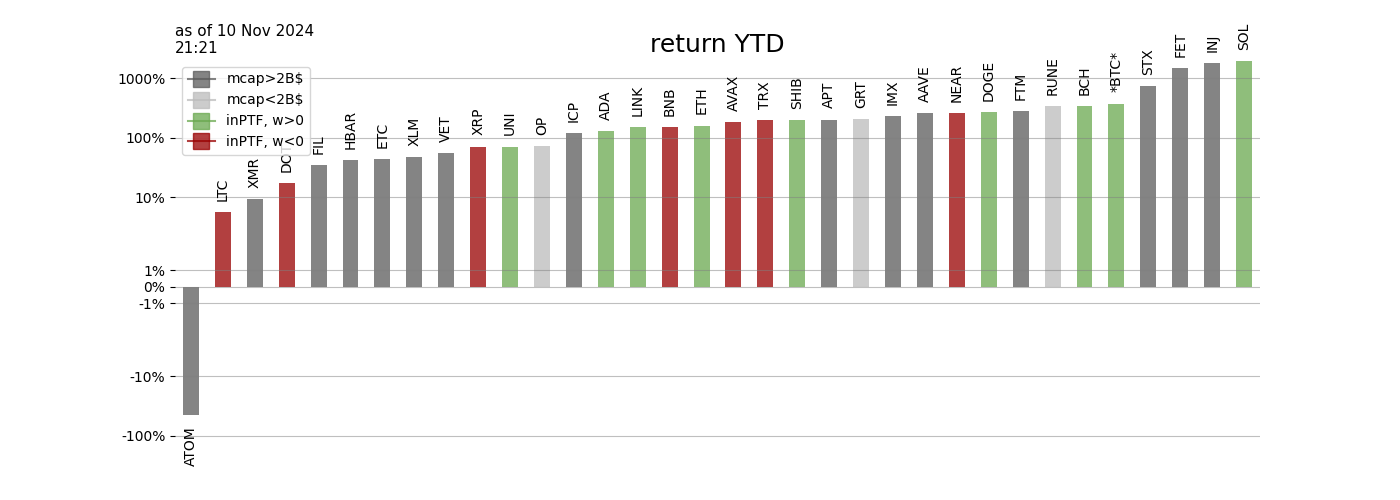 as of 10 Nov 2024
21:21
return YTD
mcap>2B$
mcap<2B$
inPTF, w>0
inPTF, w<0
1000%
100%
10%
1%
0%
-1%
-10%
-100%
ATOM
LTC
XMR
DOT
FIL
HBAR
ETC
XLM
VET
XRP
UNI
OP
ICP
ADA
LINK
BNB
ETH
AVAX
TRX
SHIB
APT
GRT
IMX
AAVE
NEAR
DOGE
FTM
RUNE
BCH
*BTC*
STX
FET
INJ
SOL